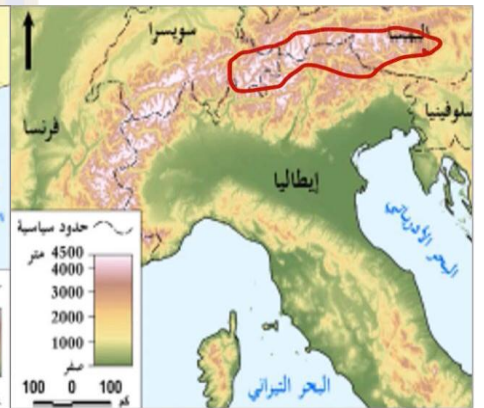 سويسرا
النمسا
سلوفينيا
فرنسا
إيطاليا
البحر الأدرياتي
حدود سياسية
متر
4500
4000
3000
2000
1000
صفر
100 0 100
كم
البحر التيراني